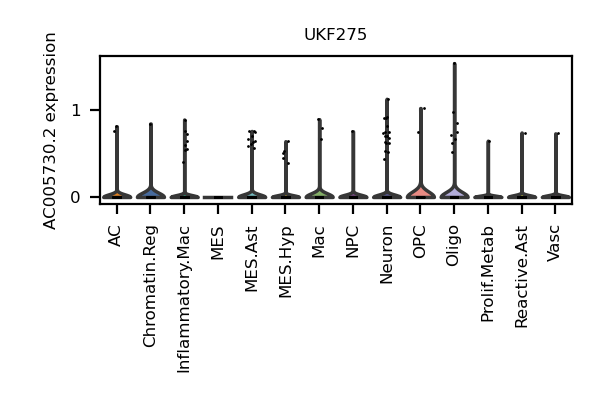 UKF275
AC005730.2 expression
1
0
AC
Chromatin.Reg
Inflammatory.Mac
MES
MES.Ast
MES.Hyp
Mac
NPC
Neuron
OPC
Oligo
Prolif.Metab
Reactive.Ast
Vasc